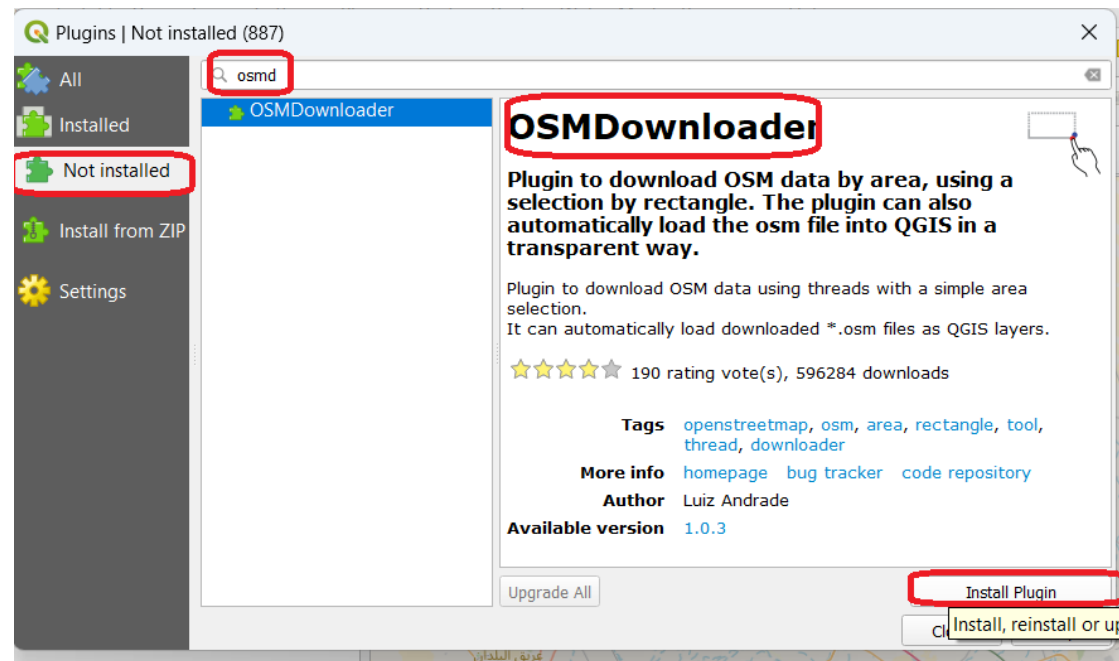 Plugins | Not installed (887)
All
Installed
Not installed
Install from ZIP
Settings
osmd
OSMDownloader
OSMDownloader
Plugin to download OSM data by area, using a
selection by rectangle. The plugin can also
automatically load the osm file into QGIS in a
transparent way.
Plugin to download OSM data using threads with a simple area
selection.
It can automatically load downloaded *.osm files as QGIS layers.
190 rating vote(s), 596284 downloads
Tags openstreetmap, osm, area, rectangle, tool,
thread, downloader
More info homepage bug tracker code repository
Author Luiz Andrade
Available version 1.0.3
Upgrade All
Install Plugin
Install, reinstall or up
غريق البلدان